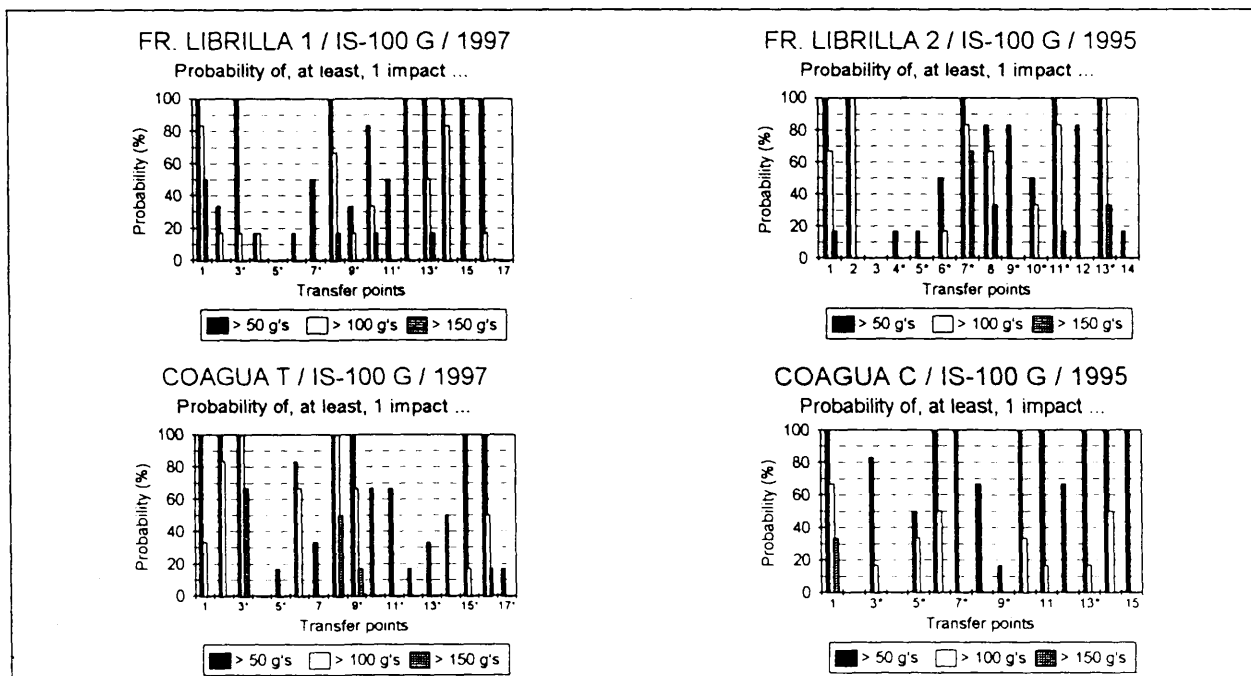 FR. LIBRILLA 1 / IS-100 G / 1997
Probability of, at least, 1 impact ...
Probability (%)
100
80
60
40
20
0
1 3* 5* 7* 9* 11* 13* 15 17
Transfer points
> 50 g's > 100 g's > 150 g's
FR. LIBRILLA 2 / IS-100 G / 1995
Probability of, at least, 1 impact ...
Probability (%)
100
80
60
40
20
0
1 2 3 4* 5* 6* 7* 8 9* 10* 11* 12 13* 14
Transfer points
> 50 g's > 100 g's > 150 g's
COAGUA T / IS-100 G / 1997
Probability of, at least, 1 impact ...
Probability (%)
100
80
60
40
20
0
1 3* 5* 7 9* 11* 13* 15* 17*
Transfer points
> 50 g's > 100 g's > 150 g's
COAGUA C / IS-100 G / 1995
Probability of, at least, 1 impact ...
Probability (%)
100
80
60
40
20
0
1 3* 5* 7* 9* 11 13* 15
Transfer points
> 50 g's > 100 g's > 150 g's